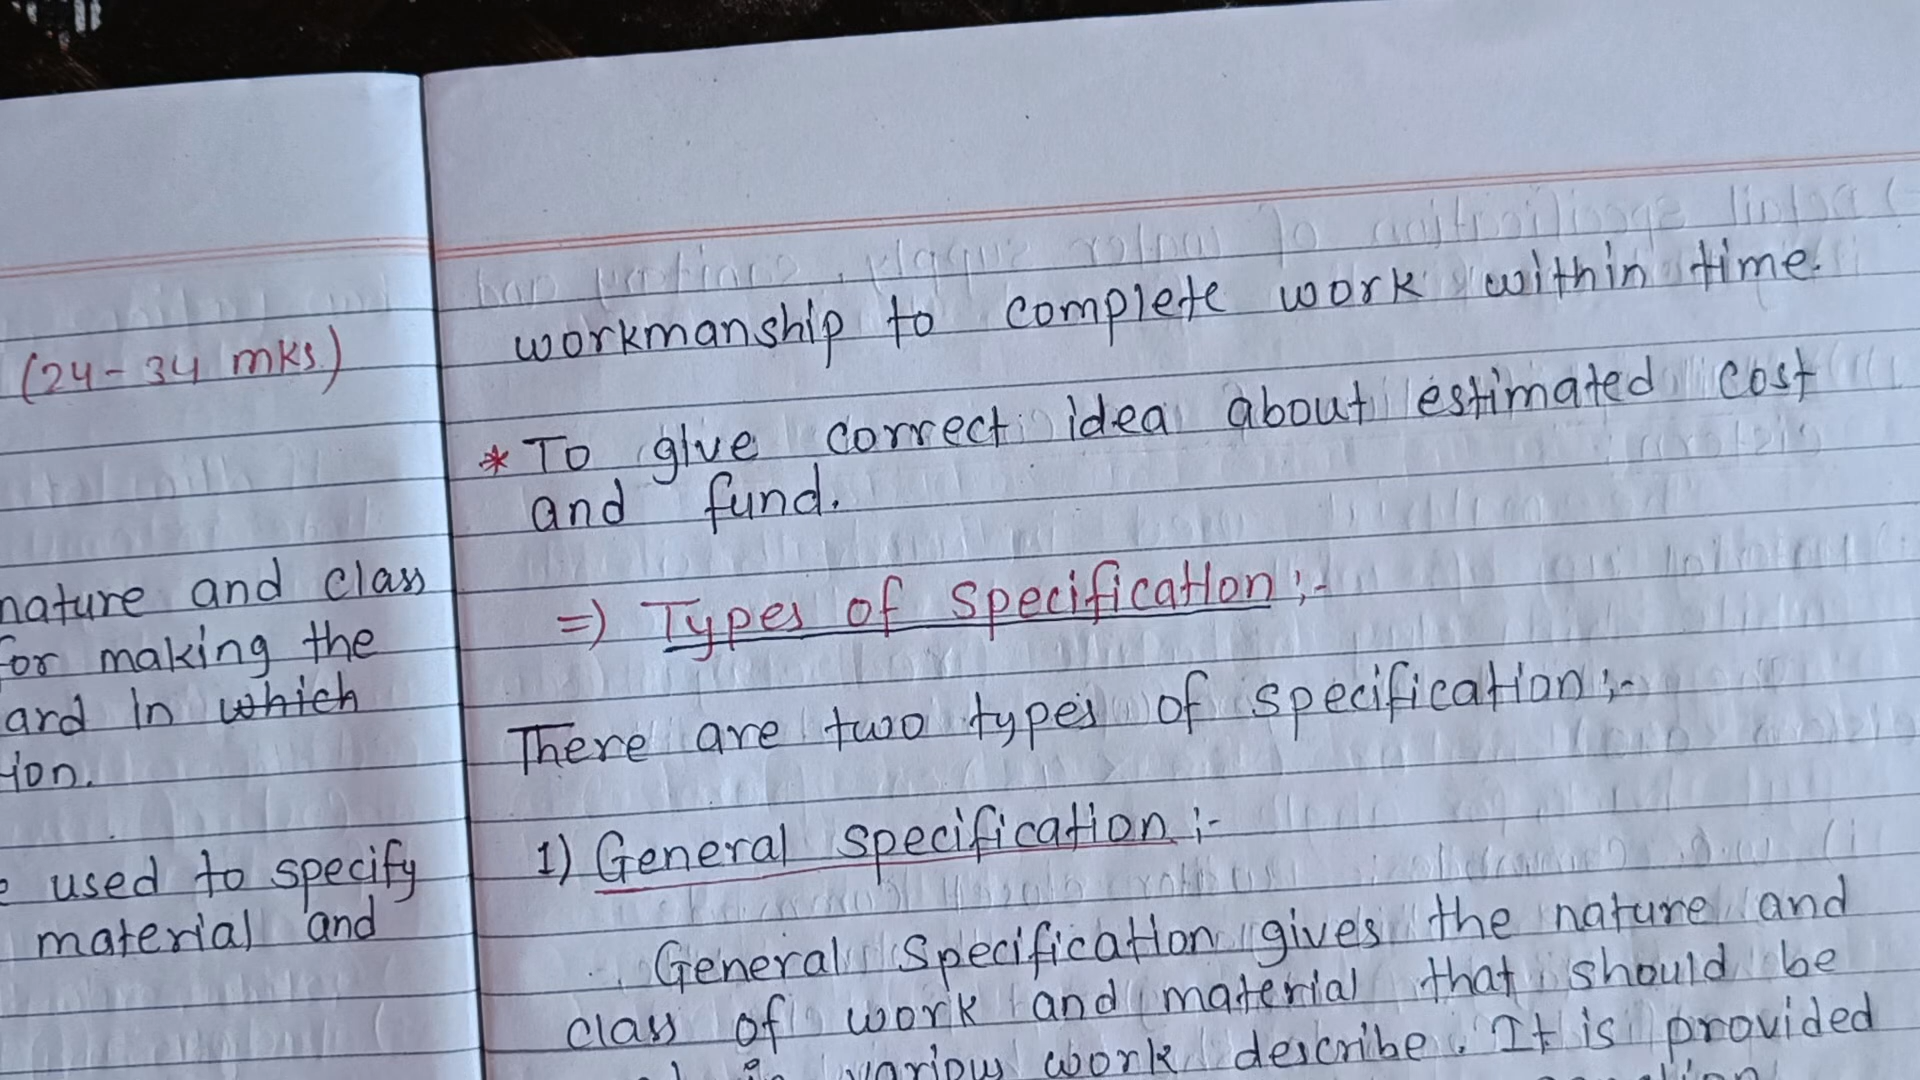 (24-34 mks.)
nature and class
for making the
ard in which
ion.
used to specify
material and
workmanship to complete work within time.
* To give correct idea about estimated cost
and fund.
=) Types of specification :-
There are two types of specification :-
1) General specification :-
General Specification gives the nature and
class of work and material that should be
in various work describe. It is provided